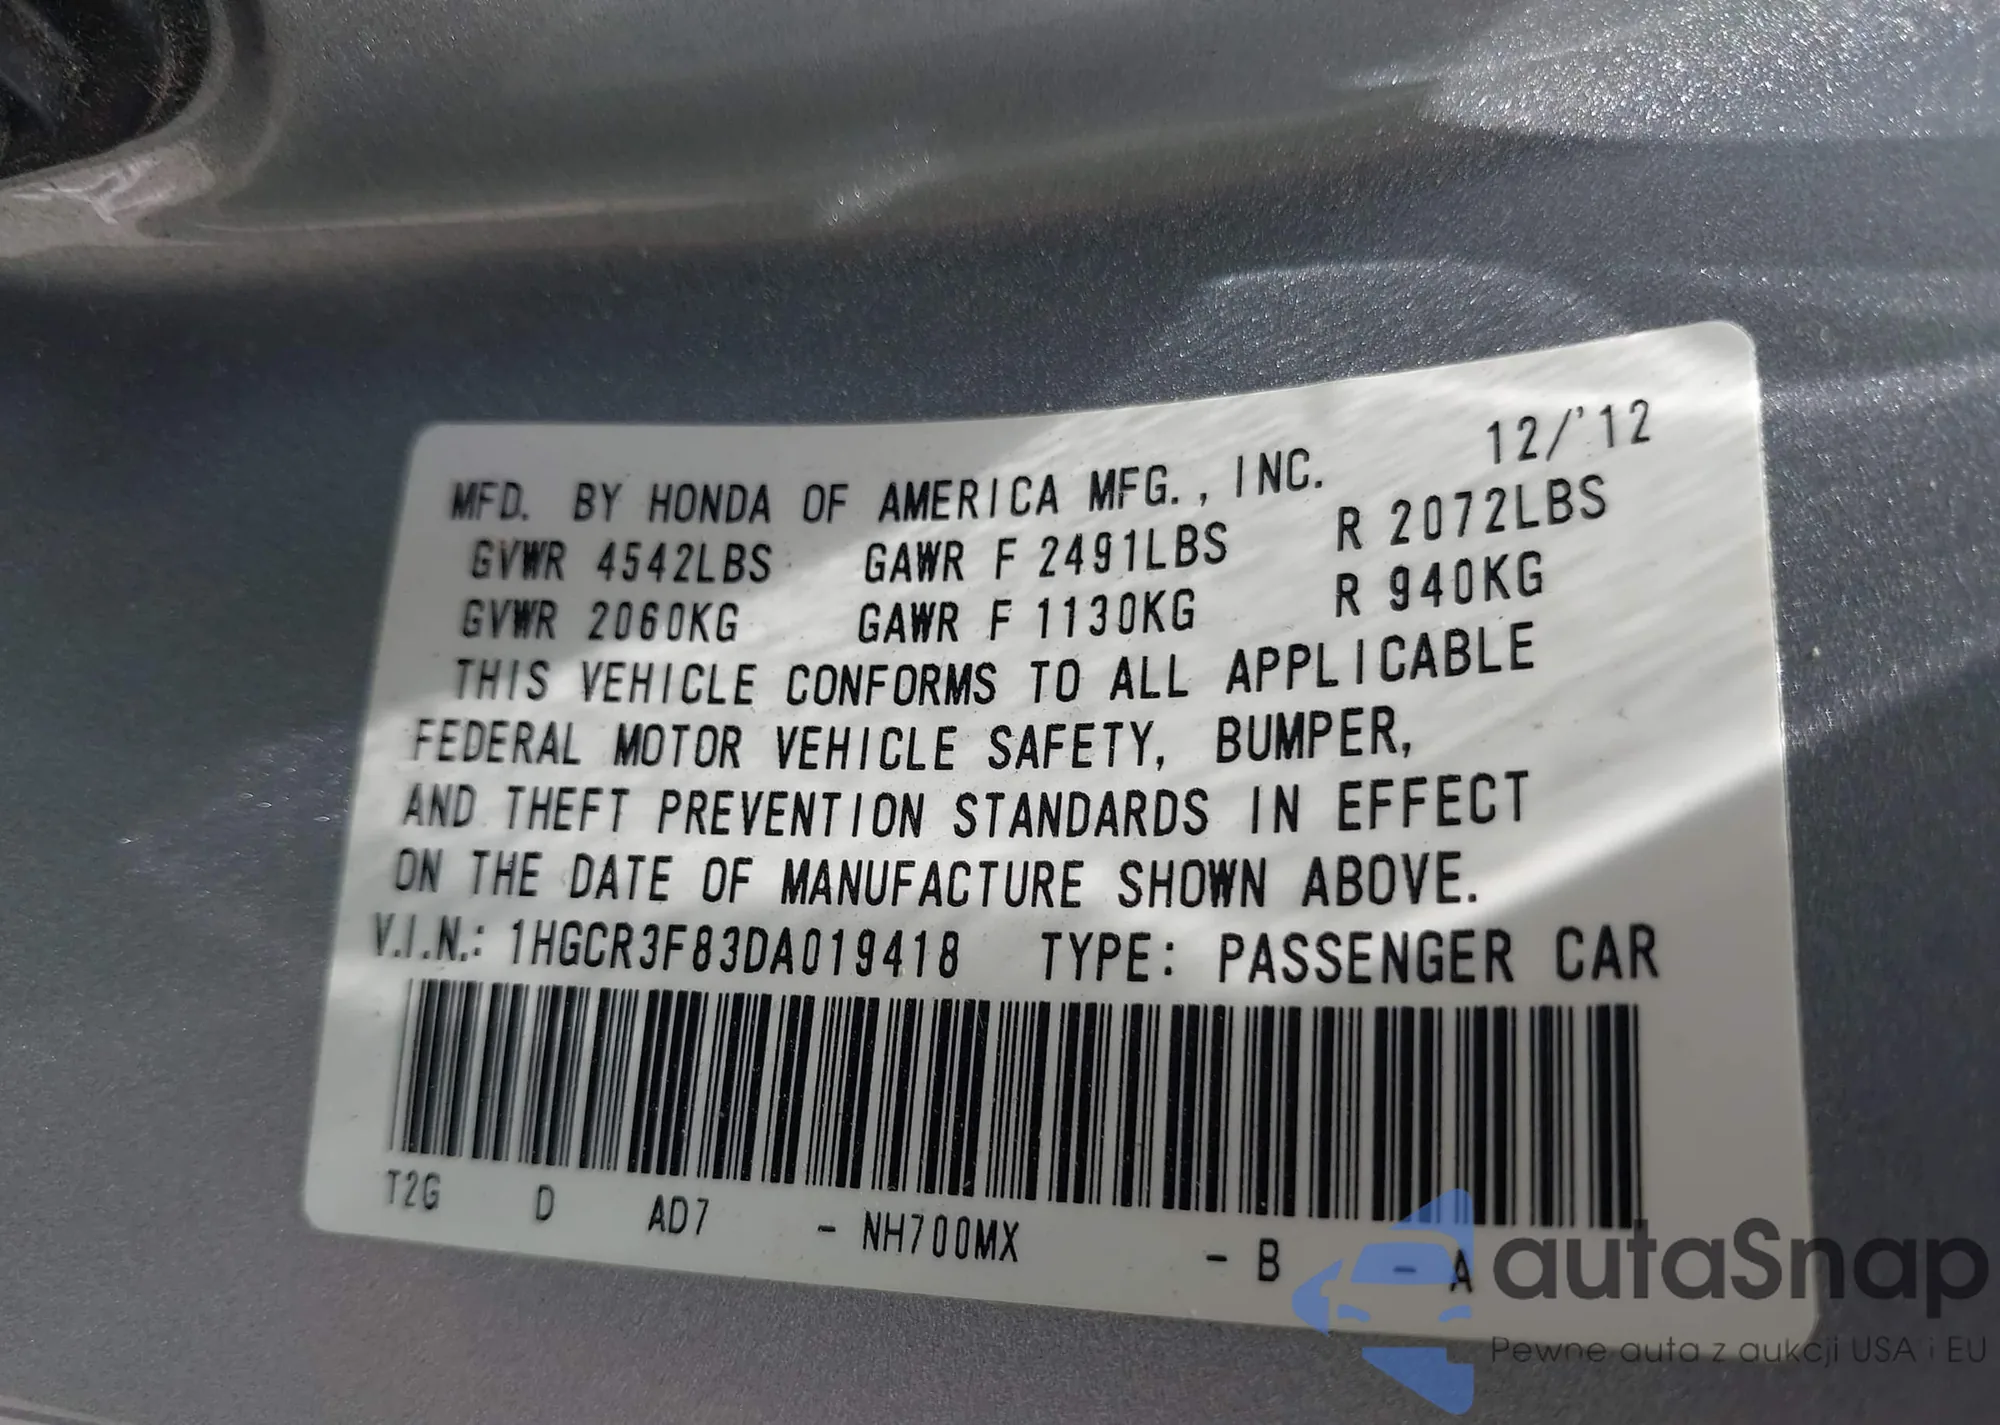 12/'12
MFD. BY HONDA OF AMERICA MFG., INC.
GVWR 4542LBS GAWR F 2491LBS R 2072LBS
GVWR 2060KG GAWR F 1130KG R 940KG
THIS VEHICLE CONFORMS TO ALL APPLICABLE
FEDERAL MOTOR VEHICLE SAFETY, BUMPER,
AND THEFT PREVENTION STANDARDS IN EFFECT
ON THE DATE OF MANUFACTURE SHOWN ABOVE.
V.I.N.: 1HGCR3F83DA019418 TYPE: PASSENGER CAR
T2G D AD7 - NH700MX - B - A
autaSnap
Pewne auta z aukcji USA i EU